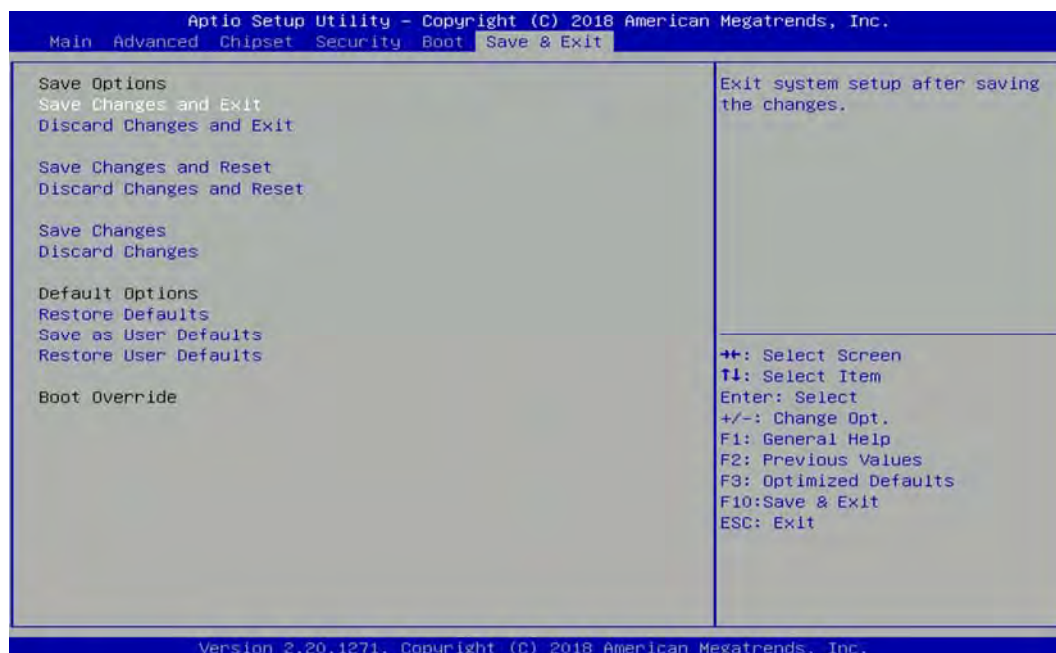 Aptio Setup Utility – Copyright (C) 2018 American Megatrends, Inc.
Main Advanced Chipset Security Boot Save & Exit
Save Options
Save Changes and Exit
Discard Changes and Exit
Save Changes and Reset
Discard Changes and Reset
Save Changes
Discard Changes
Default Options
Restore Defaults
Save as User Defaults
Restore User Defaults
Boot Override
Exit system setup after saving
the changes.
→←: Select Screen
↑↓: Select Item
Enter: Select
+/-: Change Opt.
F1: General Help
F2: Previous Values
F3: Optimized Defaults
F10:Save & Exit
ESC: Exit
Version 2.20.1271. Copyright (C) 2018 American Megatrends, Inc.